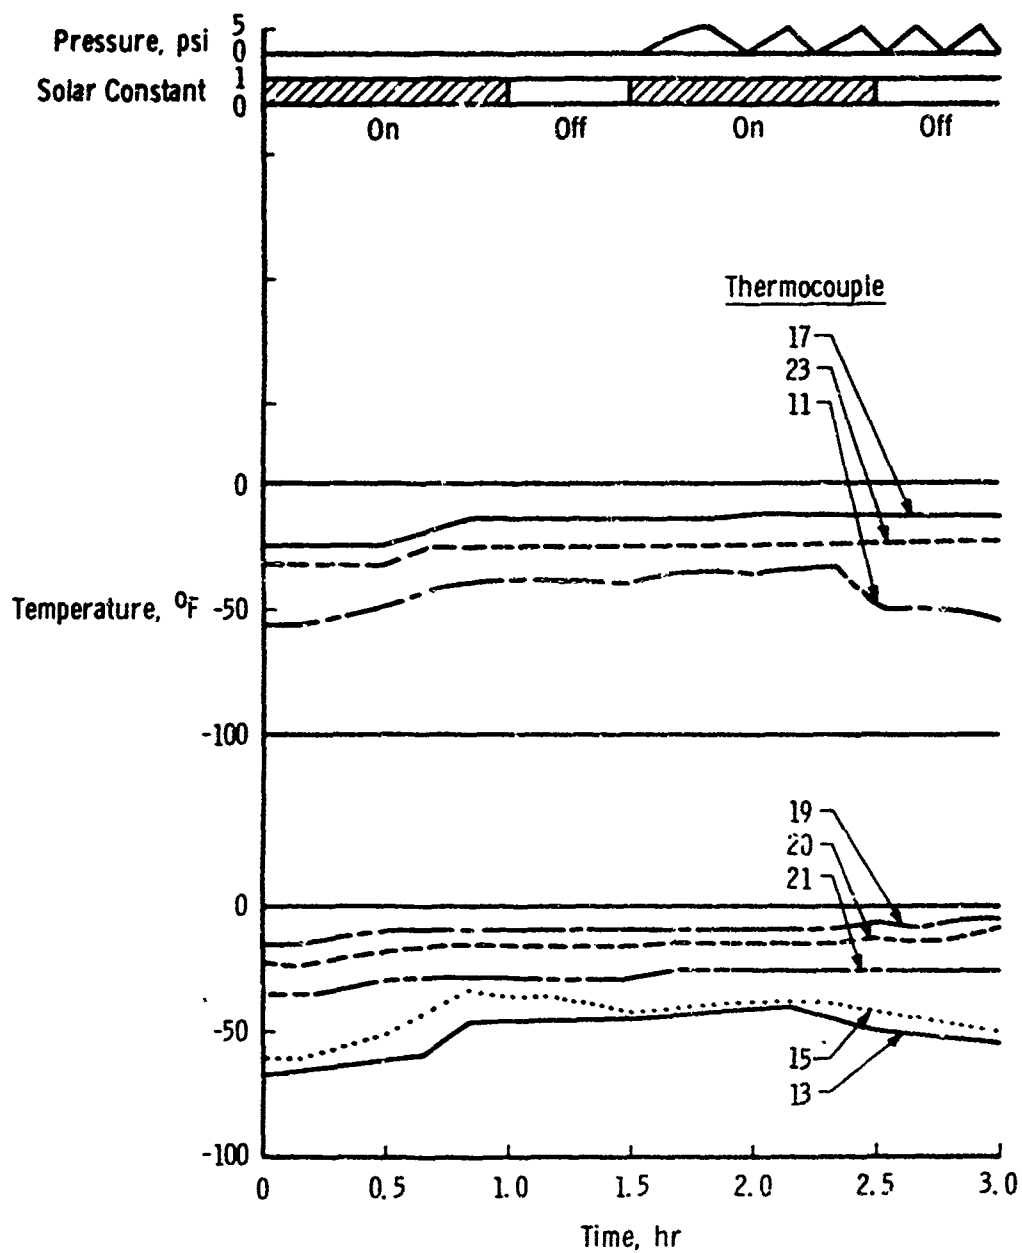 Pressure, psi
5
0
Solar Constant
1
0
On
Off
On
Off
Thermocouple
17
23
11
0
Temperature, °F
-50
-100
19
20
21
0
-50
15
13
-100
0
0.5
1.0
1.5
2.0
2.5
3.0
Time, hr